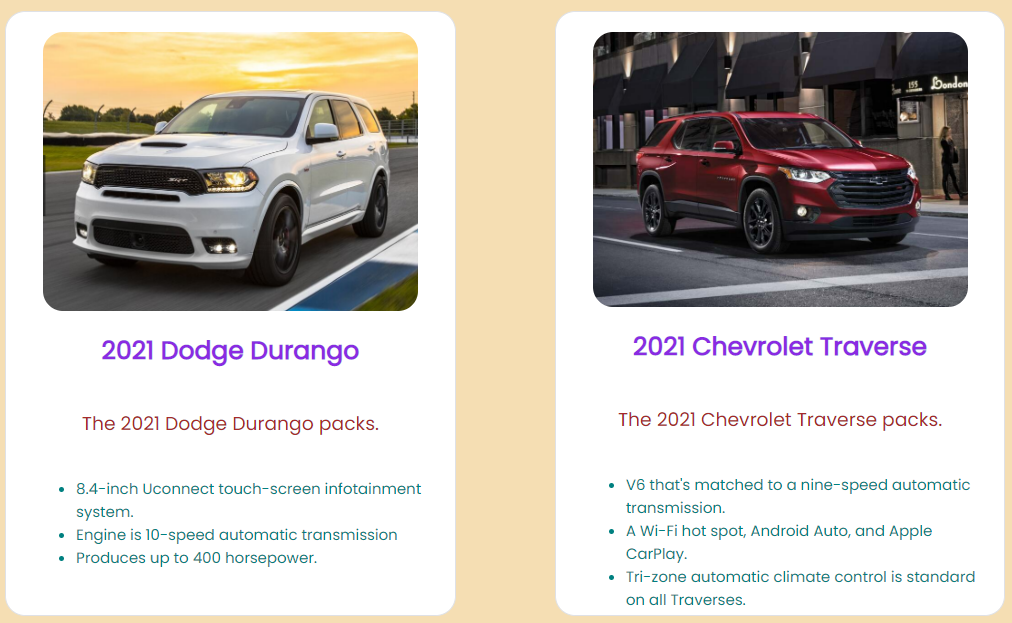 SRT
2021 Dodge Durango
The 2021 Dodge Durango packs.
8.4-inch Uconnect touch-screen infotainment
system.
Engine is 10-speed automatic transmission
Produces up to 400 horsepower.
155
London
2021 Chevrolet Traverse
The 2021 Chevrolet Traverse packs.
V6 that's matched to a nine-speed automatic
transmission.
A Wi-Fi hot spot, Android Auto, and Apple
CarPlay.
Tri-zone automatic climate control is standard
on all Traverses.